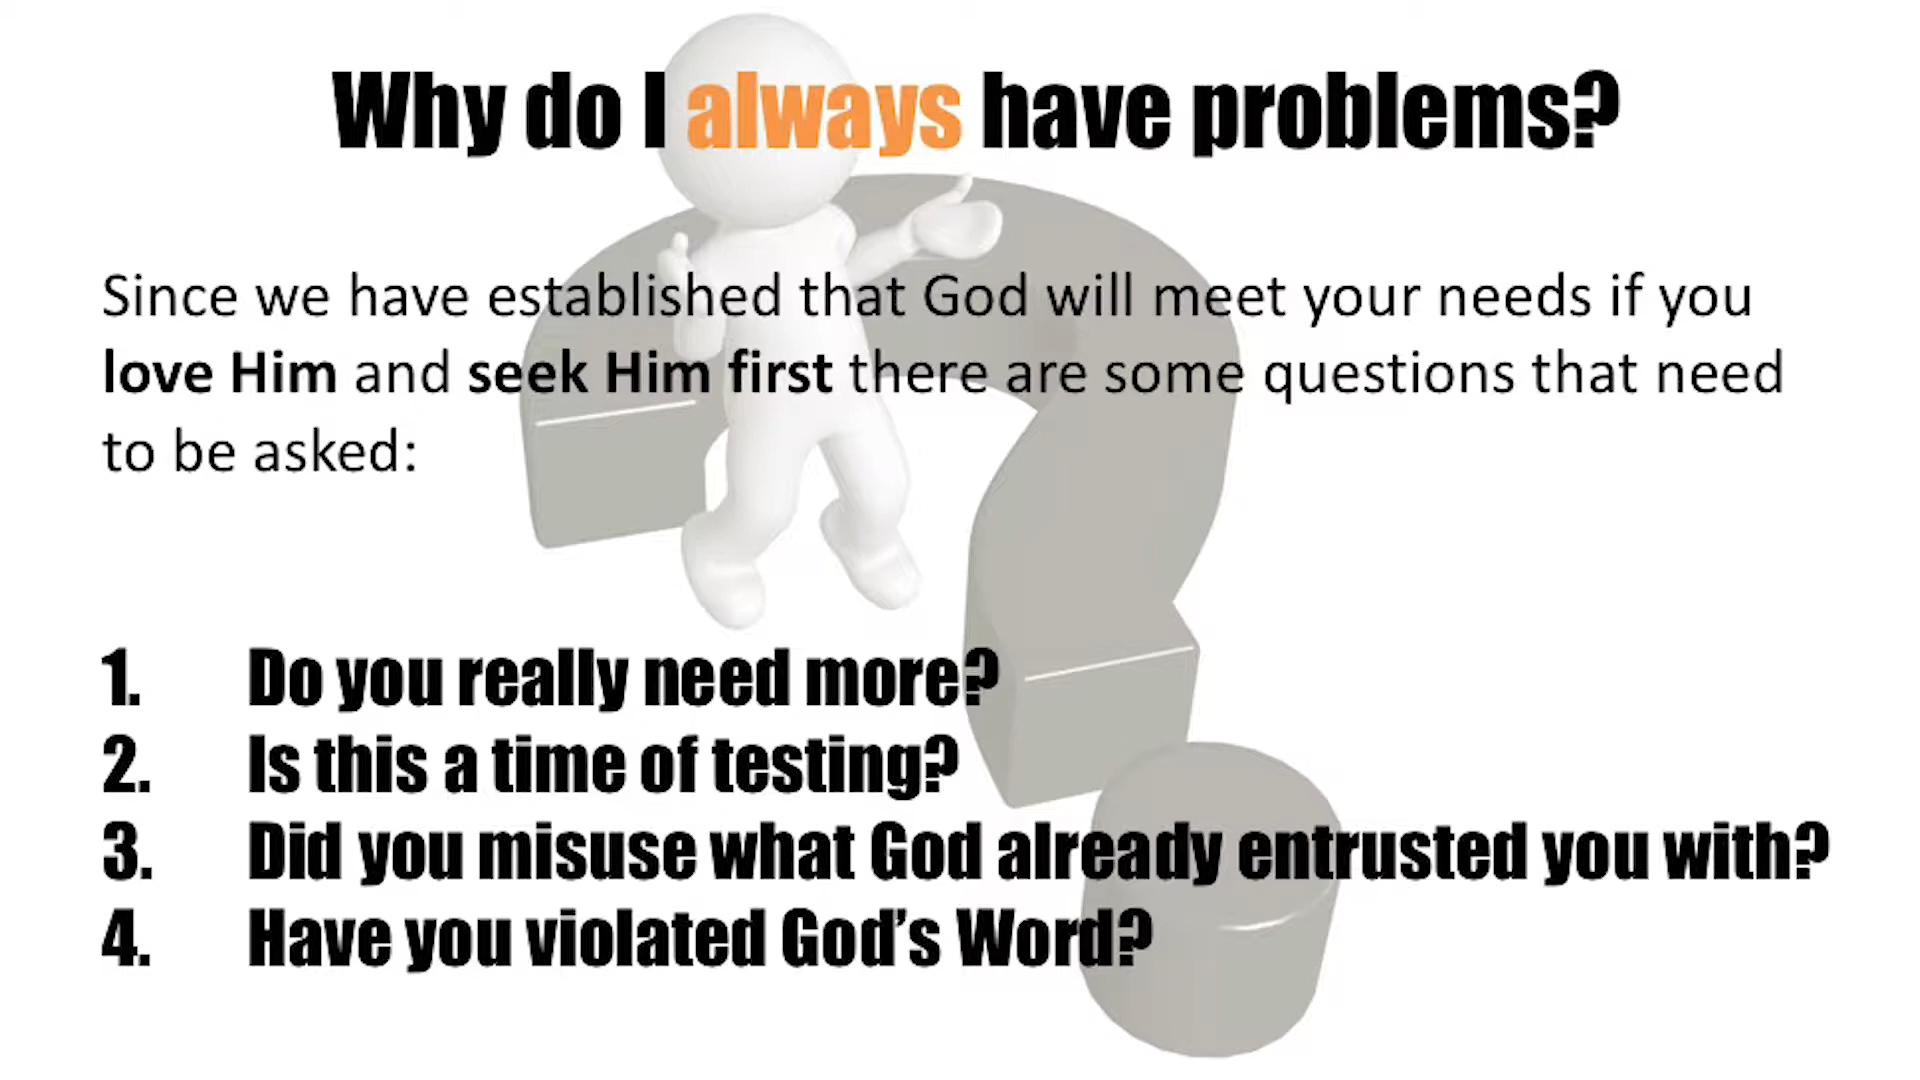 Why do I always have problems?
Since we have established that God will meet your needs if you
love Him and seek Him first there are some questions that need
to be asked:
1. Do you really need more?
2. Is this a time of testing?
3. Did you misuse what God already entrusted you with?
4. Have you violated God’s Word?